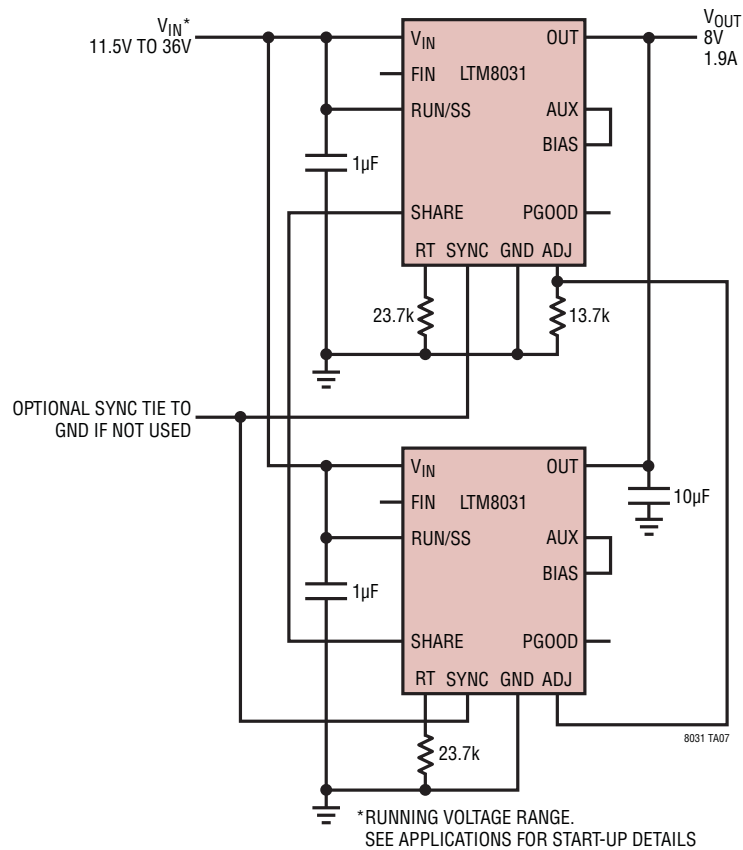 VIN*
11.5V TO 36V
VIN
OUT
VOUT
8V
1.9A
FIN
LTM8031
RUN/SS
AUX
BIAS
1µF
SHARE
PGOOD
RT SYNC GND ADJ
23.7k
13.7k
OPTIONAL SYNC TIE TO
GND IF NOT USED
VIN
OUT
FIN
LTM8031
10µF
RUN/SS
AUX
BIAS
1µF
SHARE
PGOOD
RT SYNC GND ADJ
8031 TA07
23.7k
*RUNNING VOLTAGE RANGE.
SEE APPLICATIONS FOR START-UP DETAILS